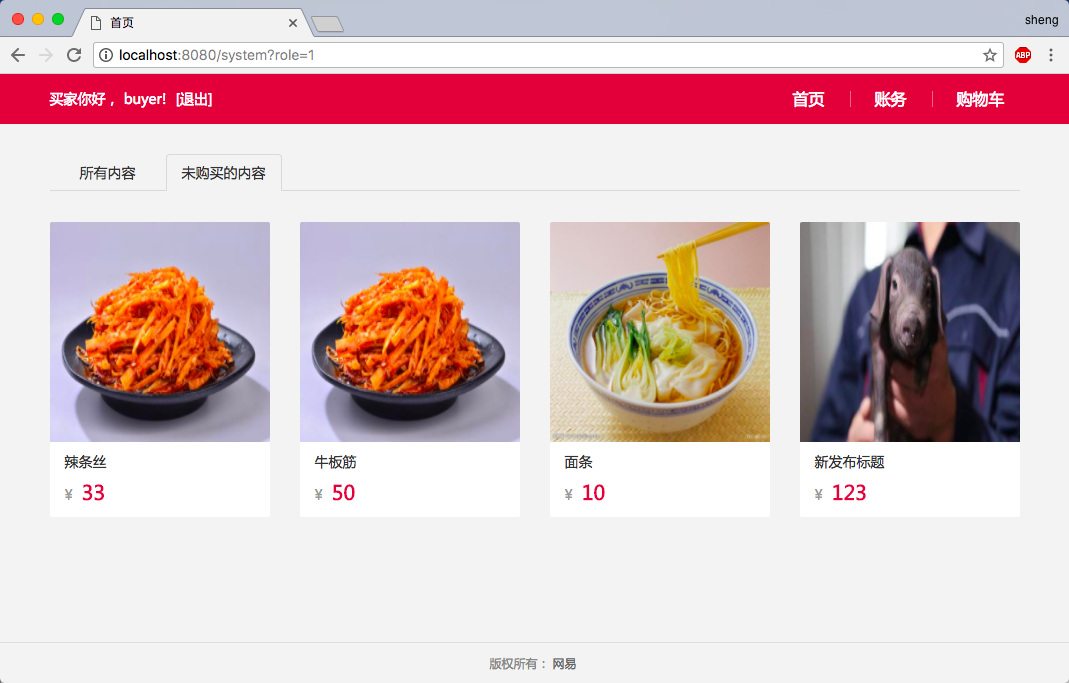 首页
sheng
localhost:8080/system?role=1
ABP
买家你好， buyer! [退出]
首页
账务
购物车
所有内容
未购买的内容
辣条丝
¥ 33
牛板筋
¥ 50
面条
¥ 10
新发布标题
¥ 123
版权所有： 网易